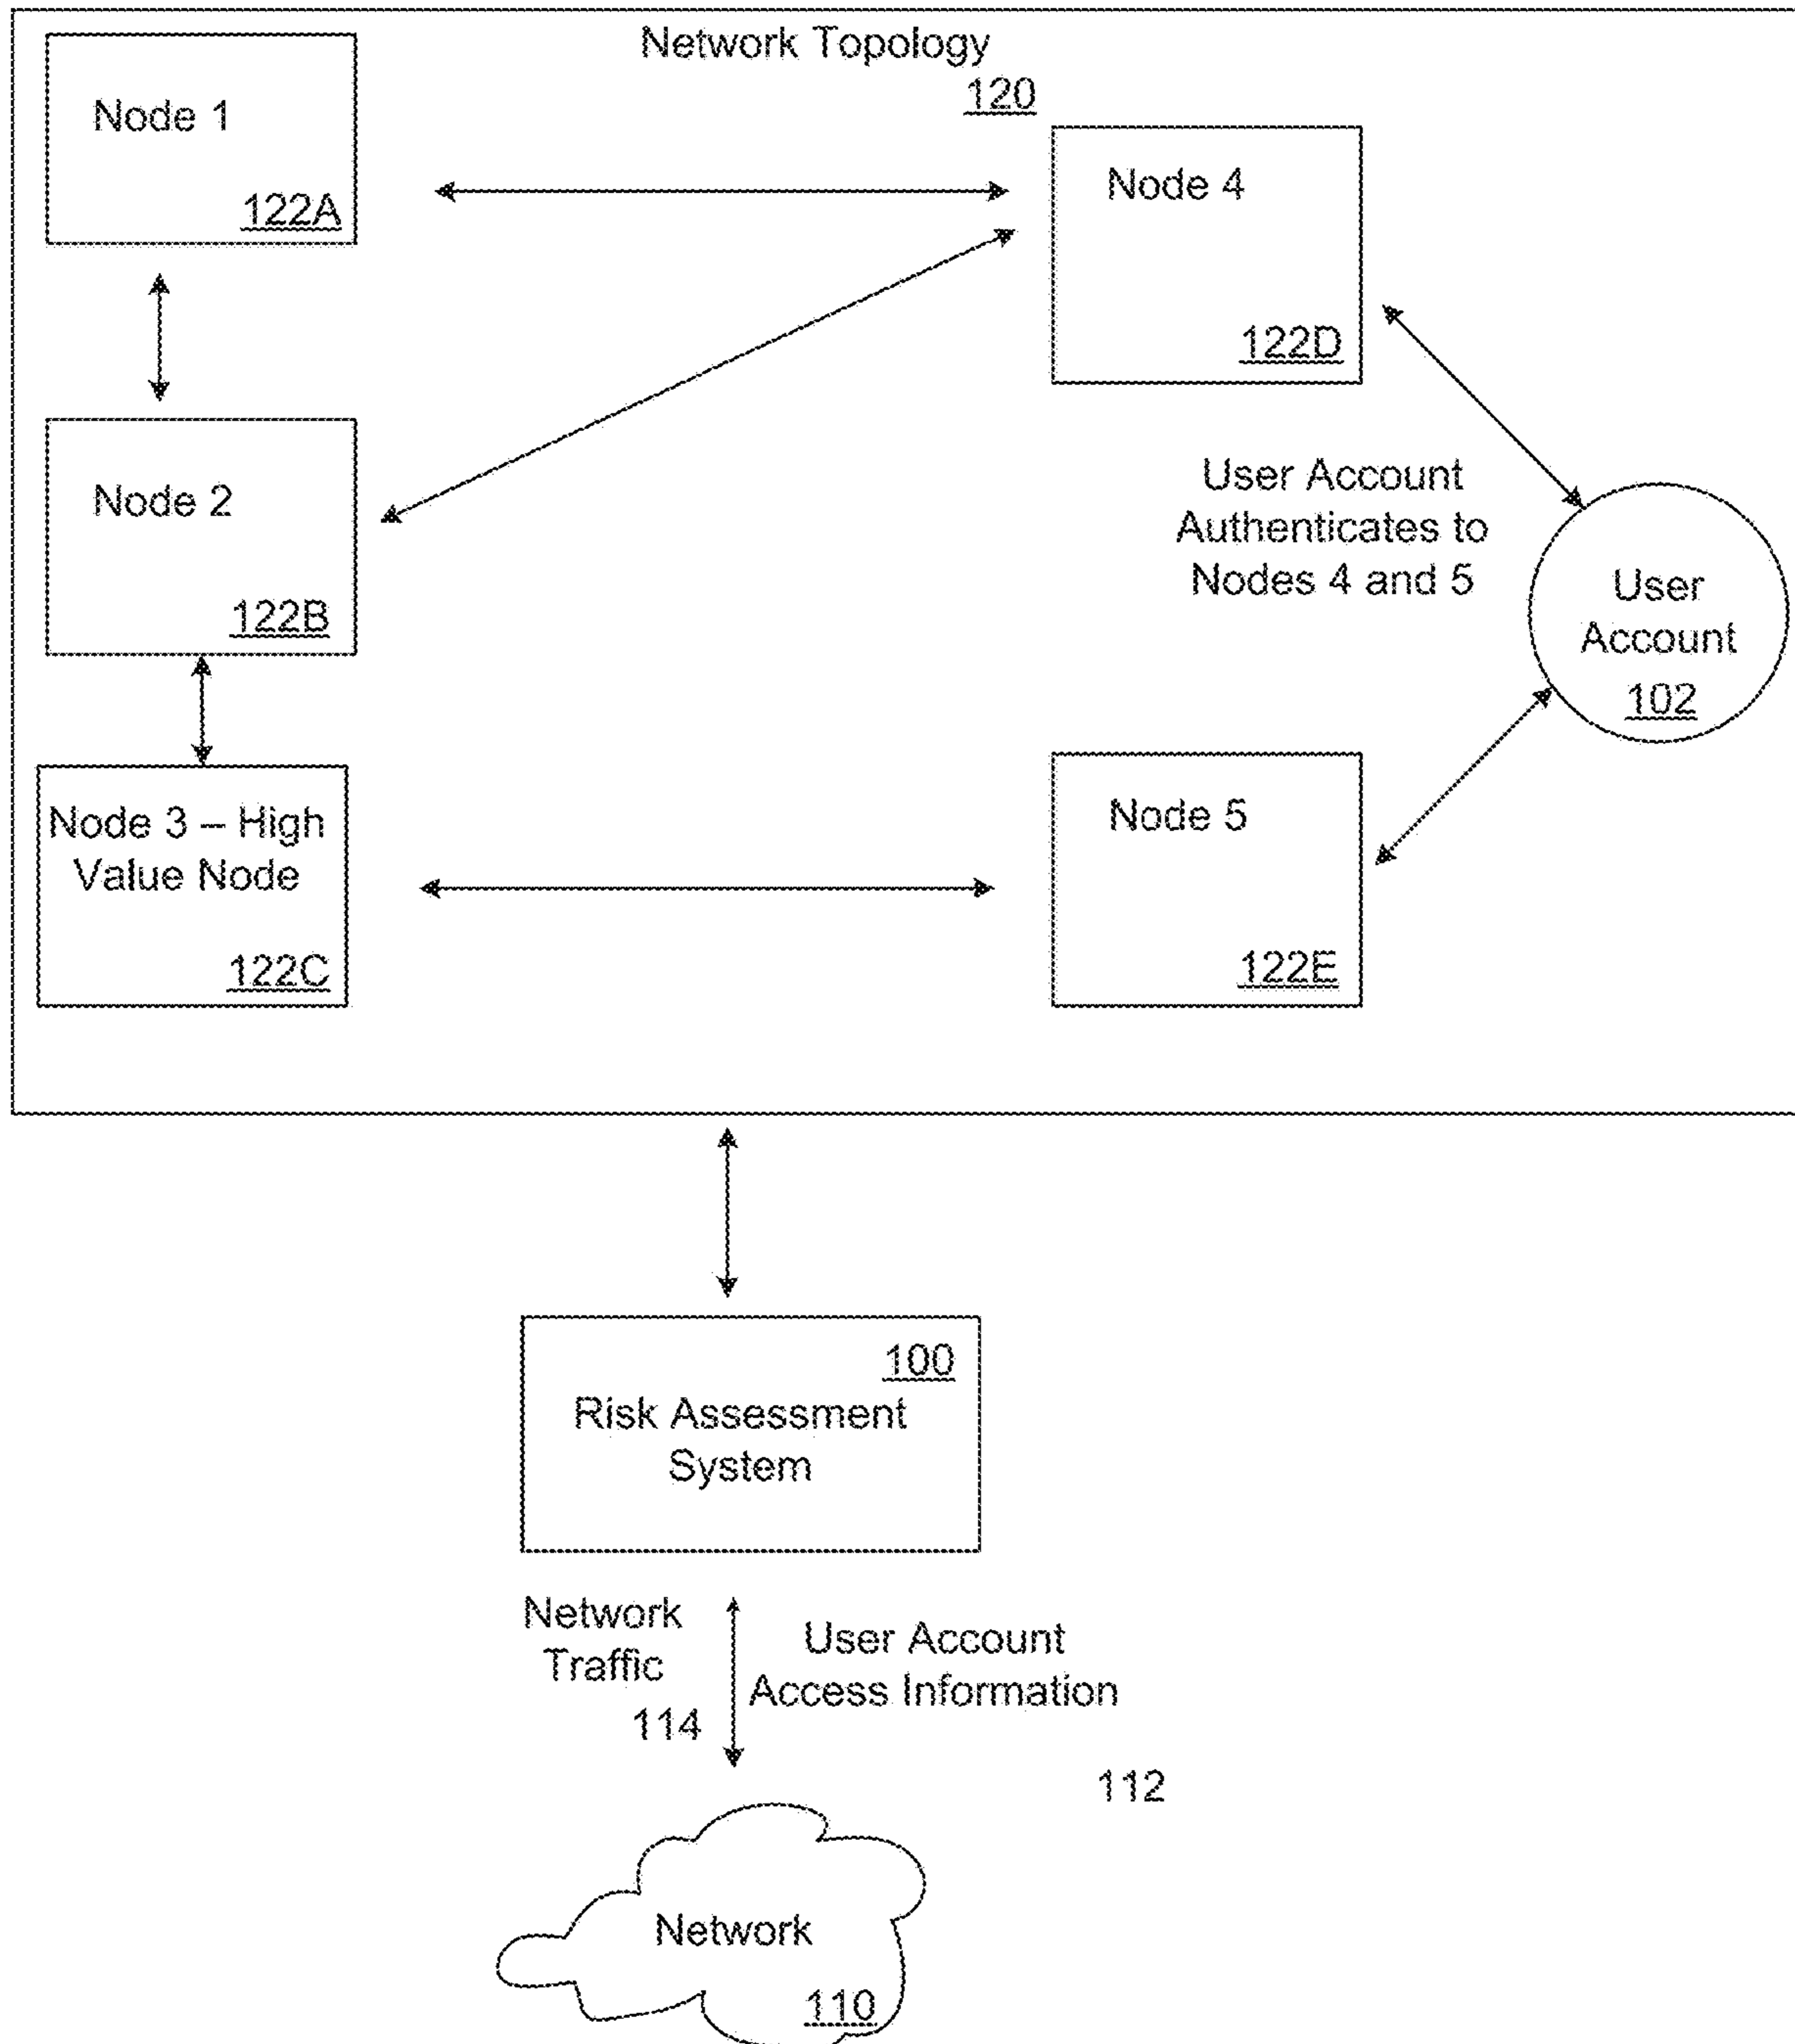 Network Topology
120
Node 1
122A
Node 4
122D
Node 2
122B
User Account
Authenticates to
Nodes 4 and 5
User
Account
102
Node 3 – High
Value Node
122C
Node 5
122E
100
Risk Assessment
System
Network
Traffic
114
User Account
Access Information
112
Network
110